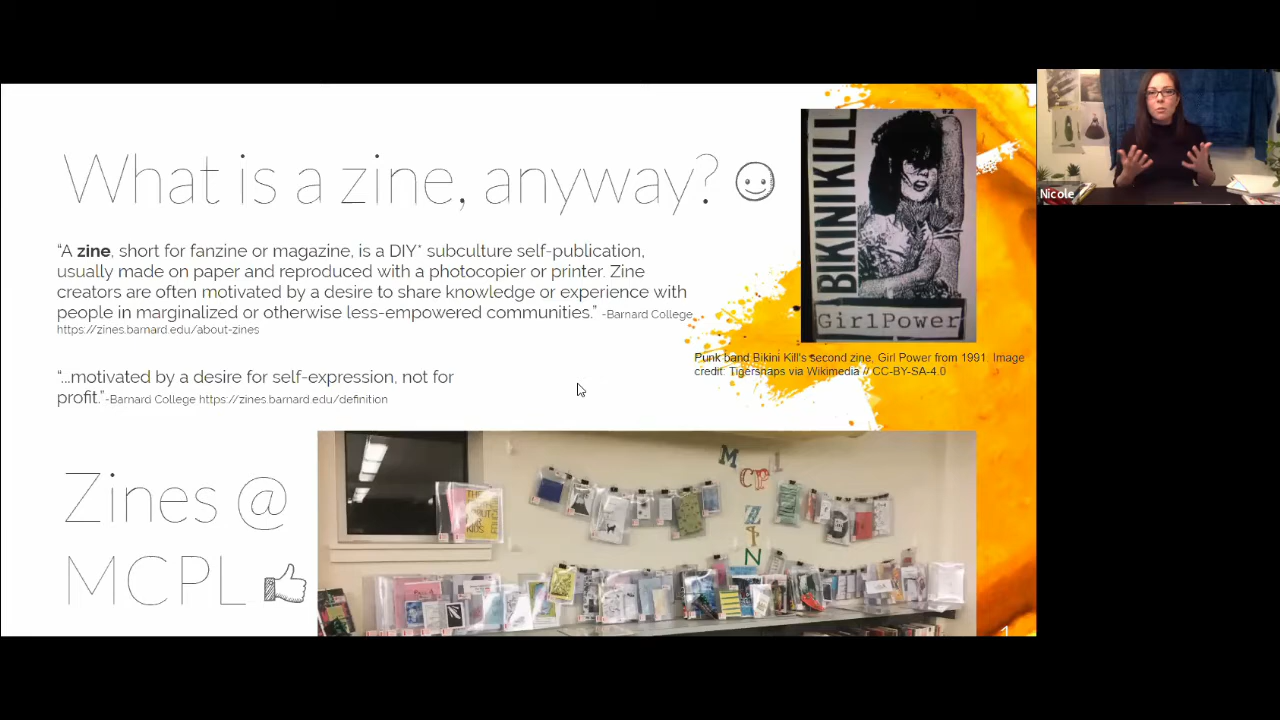 What is a zine, anyway?
“A zine, short for fanzine or magazine, is a DIY* subculture self-publication,
usually made on paper and reproduced with a photocopier or printer. Zine
creators are often motivated by a desire to share knowledge or experience with
people in marginalized or otherwise less-empowered communities.” -Barnard College
https://zines.barnard.edu/about-zines
“...motivated by a desire for self-expression, not for
profit.”-Barnard College https://zines.barnard.edu/definition
BIKINI KILL
GirlPower
Punk band Bikini Kill's second zine, Girl Power from 1991. Image
credit: Tigersnaps via Wikimedia // CC-BY-SA-4.0
Nicole
Zines @
MCPL
MCPL
ZIN